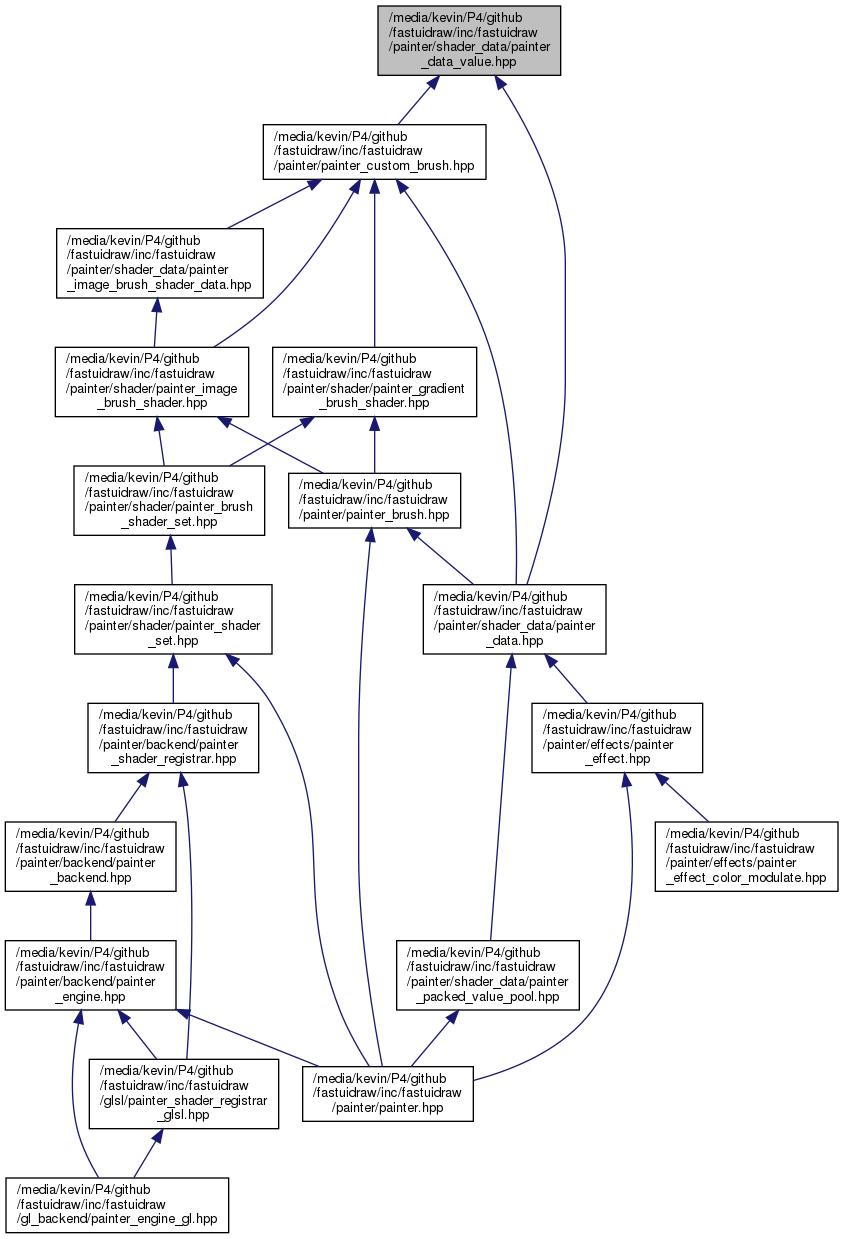 /media/kevin/P4/github
/fastuidraw/inc/fastuidraw
/painter/shader_data/painter
_data_value.hpp
/media/kevin/P4/github
/fastuidraw/inc/fastuidraw
/painter/painter_custom_brush.hpp
/media/kevin/P4/github
/fastuidraw/inc/fastuidraw
/painter/shader_data/painter
_image_brush_shader_data.hpp
/media/kevin/P4/github
/fastuidraw/inc/fastuidraw
/painter/shader/painter_image
_brush_shader.hpp
/media/kevin/P4/github
/fastuidraw/inc/fastuidraw
/painter/shader/painter_gradient
_brush_shader.hpp
/media/kevin/P4/github
/fastuidraw/inc/fastuidraw
/painter/shader/painter_brush
_shader_set.hpp
/media/kevin/P4/github
/fastuidraw/inc/fastuidraw
/painter/painter_brush.hpp
/media/kevin/P4/github
/fastuidraw/inc/fastuidraw
/painter/shader/painter_shader
_set.hpp
/media/kevin/P4/github
/fastuidraw/inc/fastuidraw
/painter/shader_data/painter
_data.hpp
/media/kevin/P4/github
/fastuidraw/inc/fastuidraw
/painter/backend/painter
_shader_registrar.hpp
/media/kevin/P4/github
/fastuidraw/inc/fastuidraw
/painter/effects/painter
_effect.hpp
/media/kevin/P4/github
/fastuidraw/inc/fastuidraw
/painter/backend/painter
_backend.hpp
/media/kevin/P4/github
/fastuidraw/inc/fastuidraw
/painter/effects/painter
_effect_color_modulate.hpp
/media/kevin/P4/github
/fastuidraw/inc/fastuidraw
/painter/backend/painter
_engine.hpp
/media/kevin/P4/github
/fastuidraw/inc/fastuidraw
/painter/shader_data/painter
_packed_value_pool.hpp
/media/kevin/P4/github
/fastuidraw/inc/fastuidraw
/glsl/painter_shader_registrar
_glsl.hpp
/media/kevin/P4/github
/fastuidraw/inc/fastuidraw
/painter/painter.hpp
/media/kevin/P4/github
/fastuidraw/inc/fastuidraw
/gl_backend/painter_engine_gl.hpp